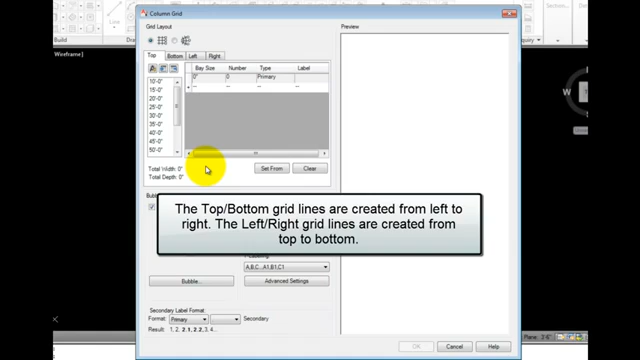 Column Grid
Line
Build
Wireframe]
Grid Layout
Preview
Top Bottom Left Right
Bay Size Number Type Label
0" 0 Primary
--- --- --- ---
10'-0"
15'-0"
20'-0"
25'-0"
30'-0"
35'-0"
40'-0"
45'-0"
50'-0"
Total Width: 0"
Total Depth: 0"
Set From Clear
The Top/Bottom grid lines are created from left to
right. The Left/Right grid lines are created from
top to bottom.
A,B,C...A1,B1,C1
Bubble... Advanced Settings
Secondary Label Format
Format: Primary - Secondary
Result: 1, 2, 2.1, 2.2, 3, 4...
OK Cancel Help
W
3'6"